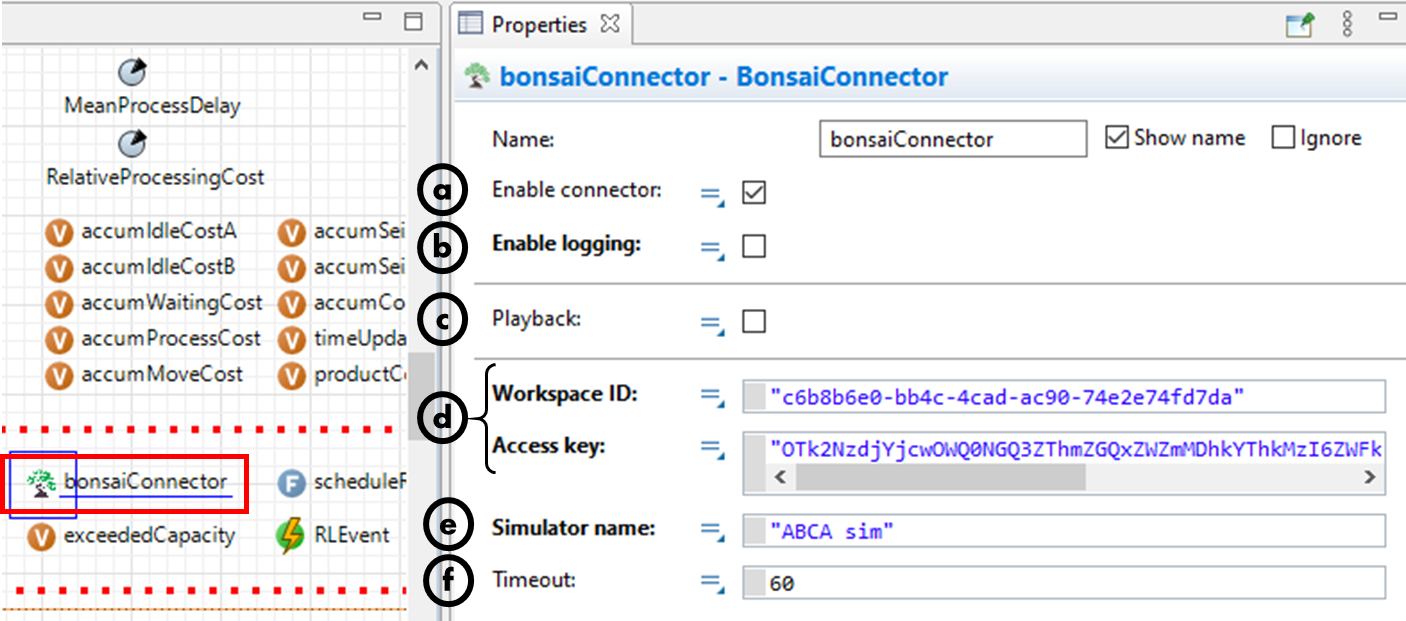 MeanProcessDelay
RelativeProcessingCost
accumIdleCostA accumSei
accumIdleCostB accumSei
accumWaitingCost accumCo
accumProcessCost timeUpda
accumMoveCost productCo
bonsaiConnector scheduleR
exceededCapacity RLEvent
Properties
bonsaiConnector - BonsaiConnector
Name: bonsaiConnector Show name Ignore
a Enable connector:
b Enable logging:
c Playback:
d
Workspace ID: "c6b8b6e0-bb4c-4cad-ac90-74e2e74fd7da"
Access key: "OTk2NzdjYjcwOWQ0NGQ3ZThmZGQxZWZmMDhkYThkMzI6ZWFk
e Simulator name: "ABCA sim"
f Timeout: 60